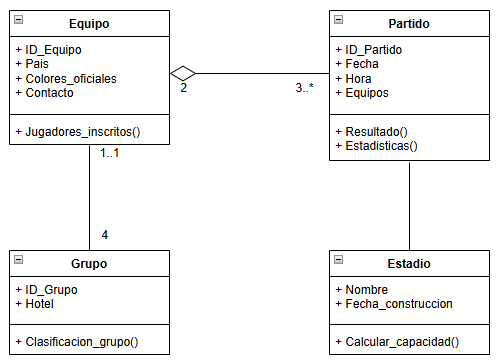 Equipo
+ ID_Equipo
+ Pais
+ Colores_oficiales
+ Contacto
+ Jugadores_inscritos()
Partido
+ ID_Partido
+ Fecha
+ Hora
+ Equipos
+ Resultado()
+ Estadisticas()
2
3..*
1..1
4
Grupo
+ ID_Grupo
+ Hotel
+ Clasificacion_grupo()
Estadio
+ Nombre
+ Fecha_construccion
+ Calcular_capacidad()